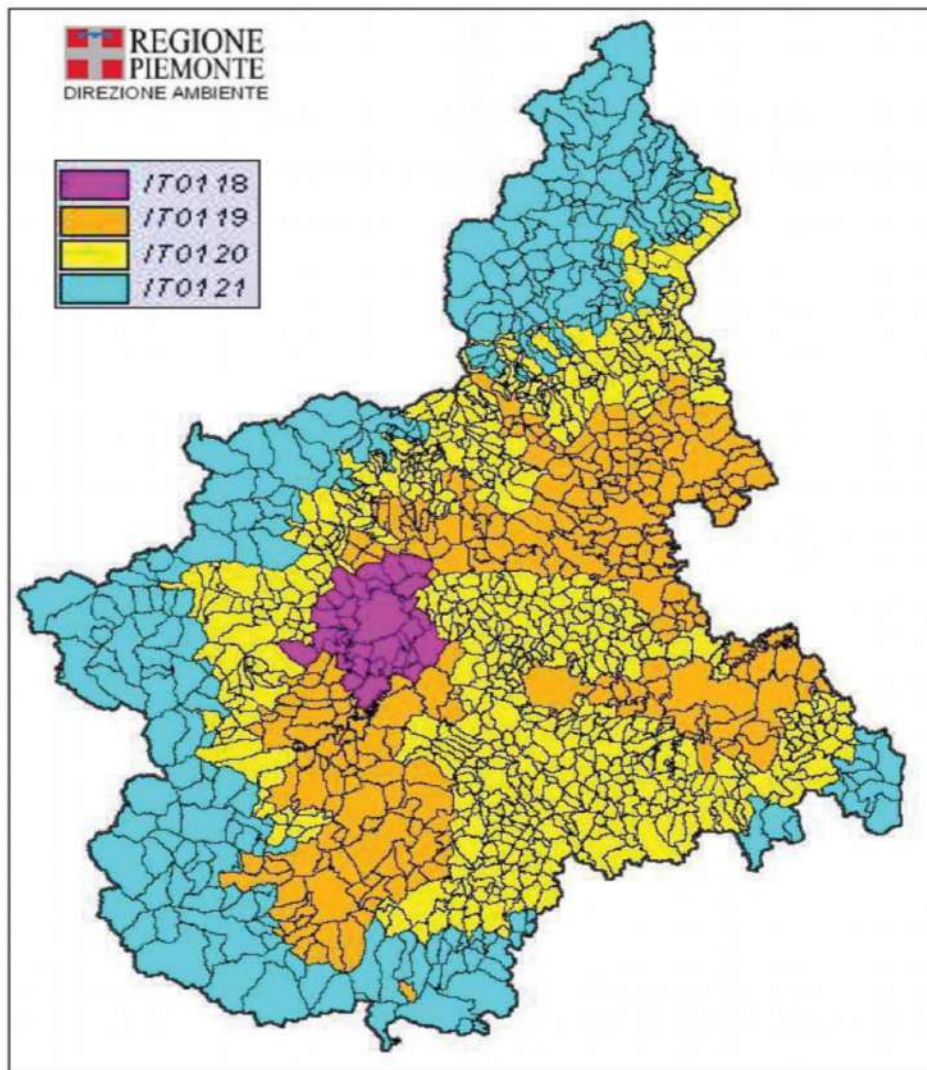 REGIONE
PIEMONTE
DIREZIONE AMBIENTE
IT0118
IT0119
IT0120
IT0121